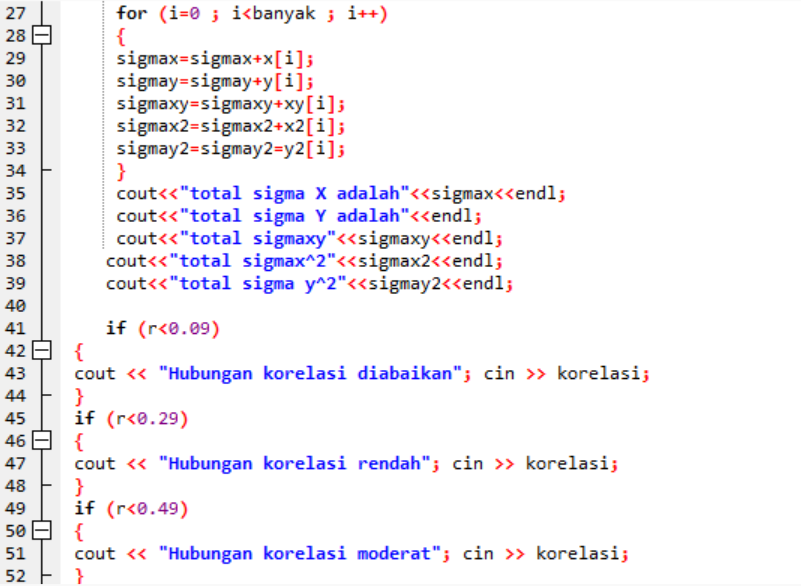 27 for (i=0 ; i<banyak ; i++)
28 {
29 sigmax=sigmax+x[i];
30 sigmay=sigmay+y[i];
31 sigmaxy=sigmaxy+xy[i];
32 sigmax2=sigmax2+x2[i];
33 sigmay2=sigmay2=y2[i];
34 }
35 cout<<"total sigma X adalah"<<sigmax<<endl;
36 cout<<"total sigma Y adalah"<<endl;
37 cout<<"total sigmaxy"<<sigmaxy<<endl;
38 cout<<"total sigmax^2"<<sigmax2<<endl;
39 cout<<"total sigma y^2"<<sigmay2<<endl;
40
41 if (r<0.09)
42 {
43 cout << "Hubungan korelasi diabaikan"; cin >> korelasi;
44 }
45 if (r<0.29)
46 {
47 cout << "Hubungan korelasi rendah"; cin >> korelasi;
48 }
49 if (r<0.49)
50 {
51 cout << "Hubungan korelasi moderat"; cin >> korelasi;
52 }